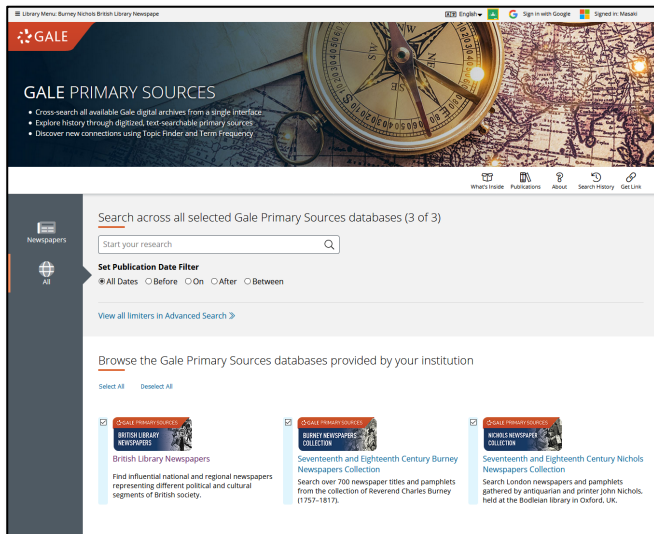 ≡ Library Menu: Burney Nichols British Library Newspape
English
Sign in with Google
Signed in: Masaki
GALE
GALE PRIMARY SOURCES
• Cross-search all available Gale digital archives from a single interface
• Explore history through digitized, text-searchable primary sources
• Discover new connections using Topic Finder and Term Frequency
What's Inside
Publications
About
Search History
Get Link
Newspapers
All
Search across all selected Gale Primary Sources databases (3 of 3)
Start your research
Set Publication Date Filter
All Dates Before On After Between
View all limiters in Advanced Search »
Browse the Gale Primary Sources databases provided by your institution
Select All Deselect All
GALE PRIMARY SOURCES
BRITISH LIBRARY
NEWSPAPERS
British Library Newspapers
Find influential national and regional newspapers
representing different political and cultural
segments of British society.
GALE PRIMARY SOURCES
BURNEY NEWSPAPERS
COLLECTION
Seventeenth and Eighteenth Century Burney
Newspapers Collection
Search over 700 newspaper titles and pamphlets
from the collection of Reverend Charles Burney
(1757–1817).
GALE PRIMARY SOURCES
NICHOLS NEWSPAPER
COLLECTION
Seventeenth and Eighteenth Century Nichols
Newspapers Collection
Search London newspapers and pamphlets
gathered by antiquarian and printer John Nichols,
held at the Bodleian library in Oxford, UK.